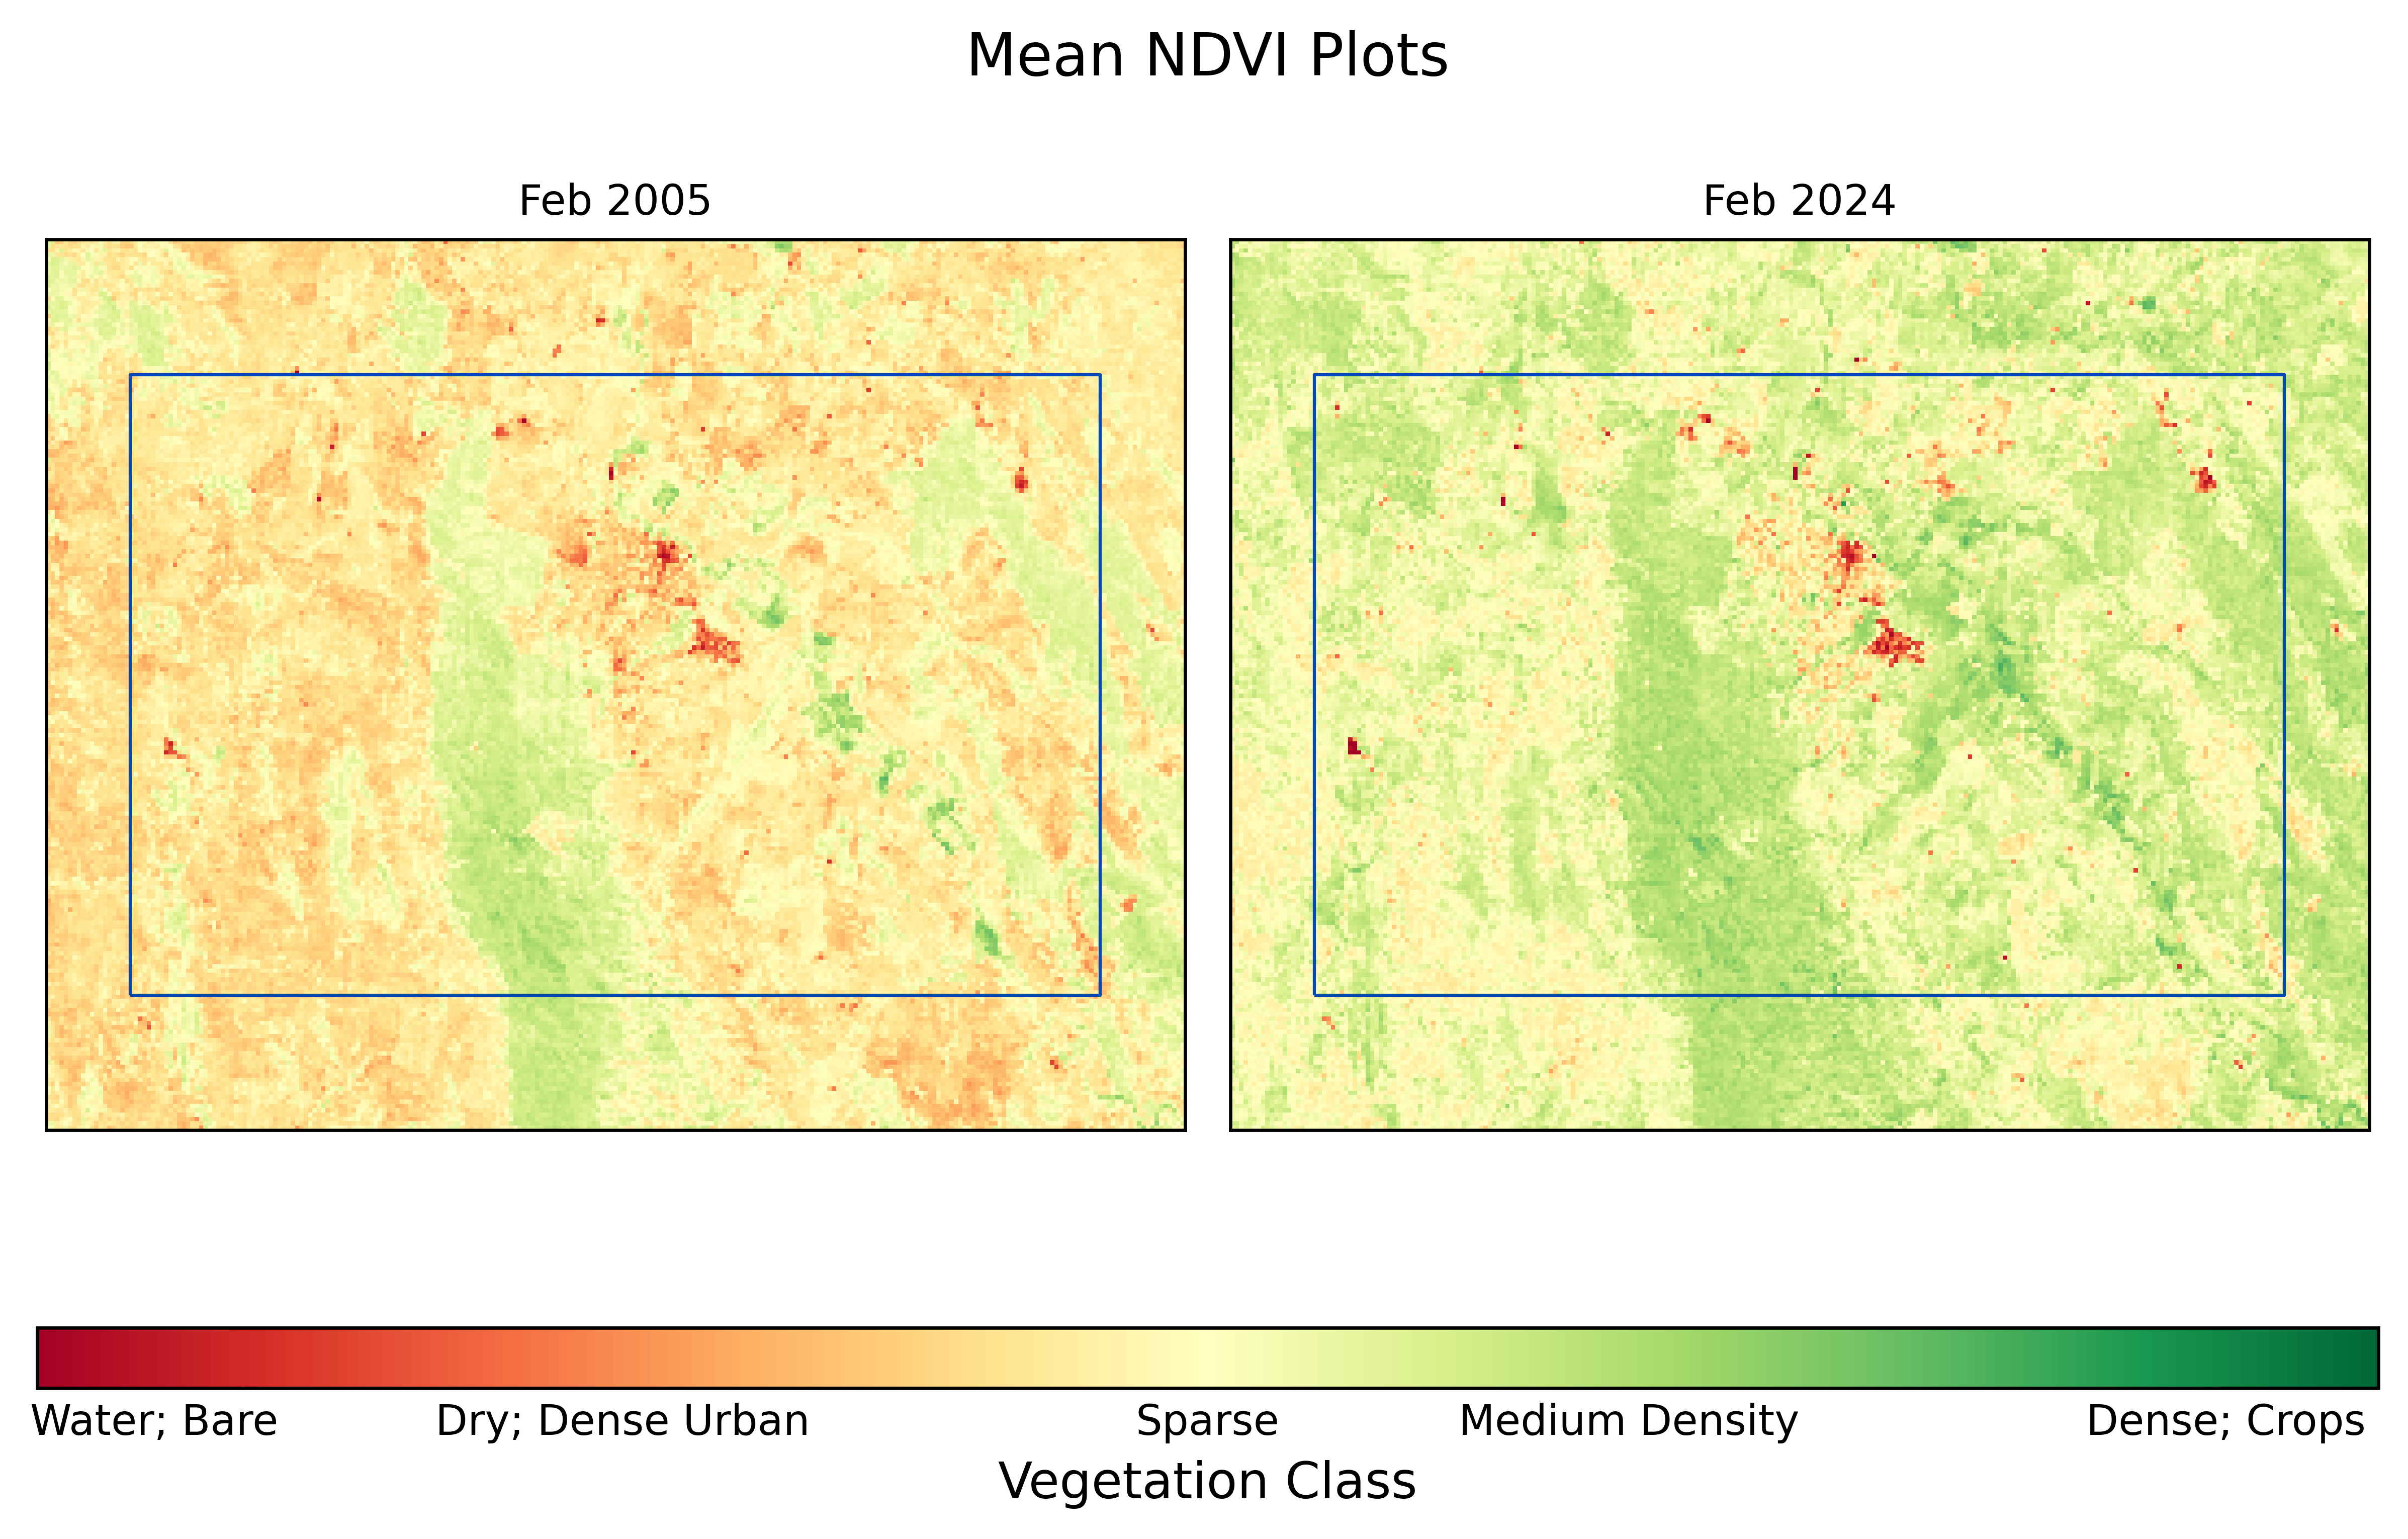 Mean NDVI Plots
Feb 2005
Feb 2024
Water; Bare
Dry; Dense Urban
Sparse
Medium Density
Dense; Crops
Vegetation Class